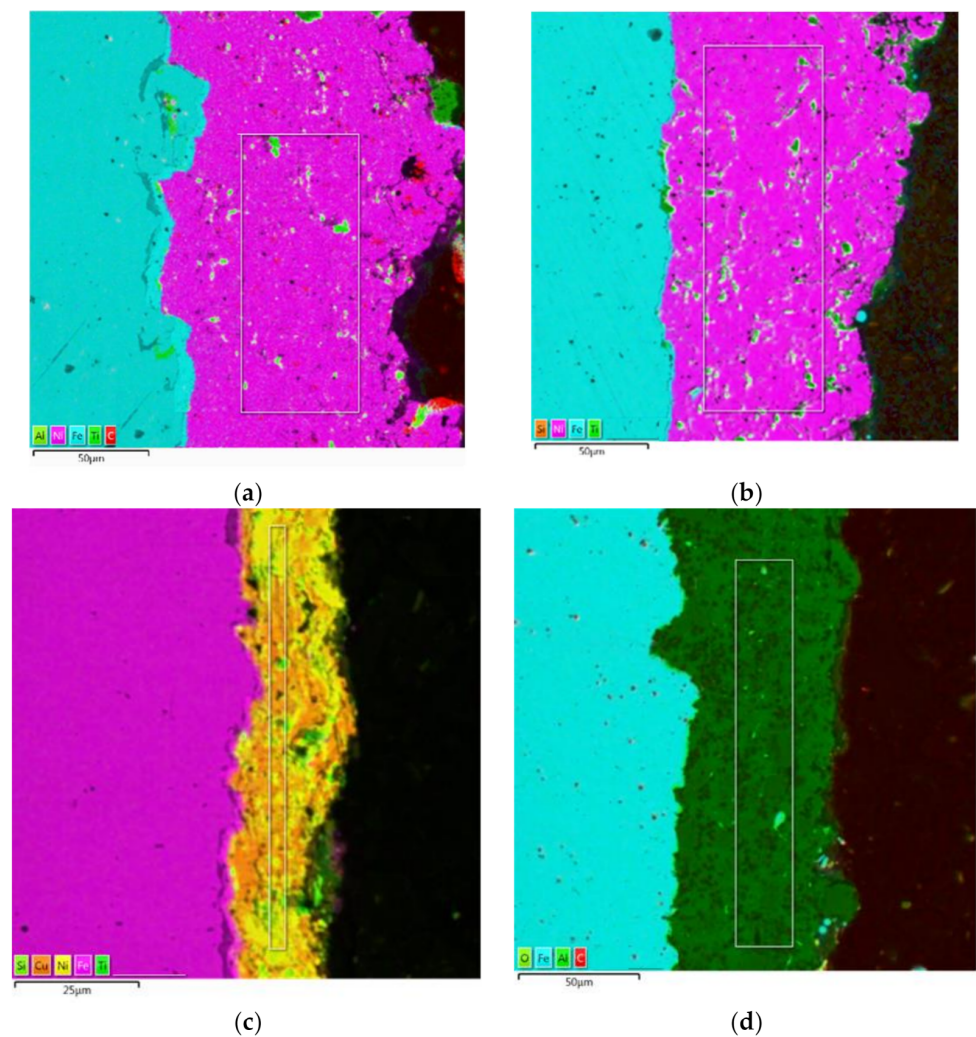 Al Ni Fe Ti C
50μm
(a)
Si Ni Fe Ti
50μm
(b)
Si Cu Ni Fe Ti
25μm
(c)
O Fe Al C
50μm
(d)